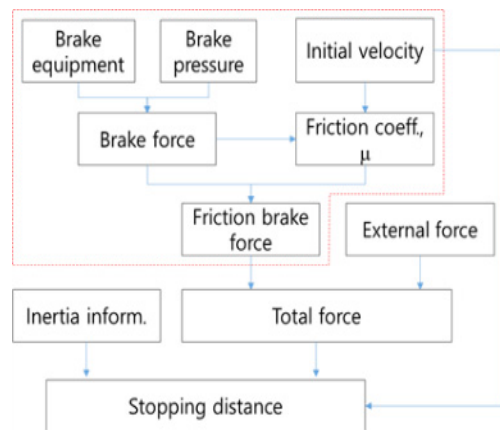 Brake
equipment
Brake
pressure
Initial velocity
Brake force
Friction coeff.,
μ
Friction brake
force
External force
Inertia inform.
Total force
Stopping distance